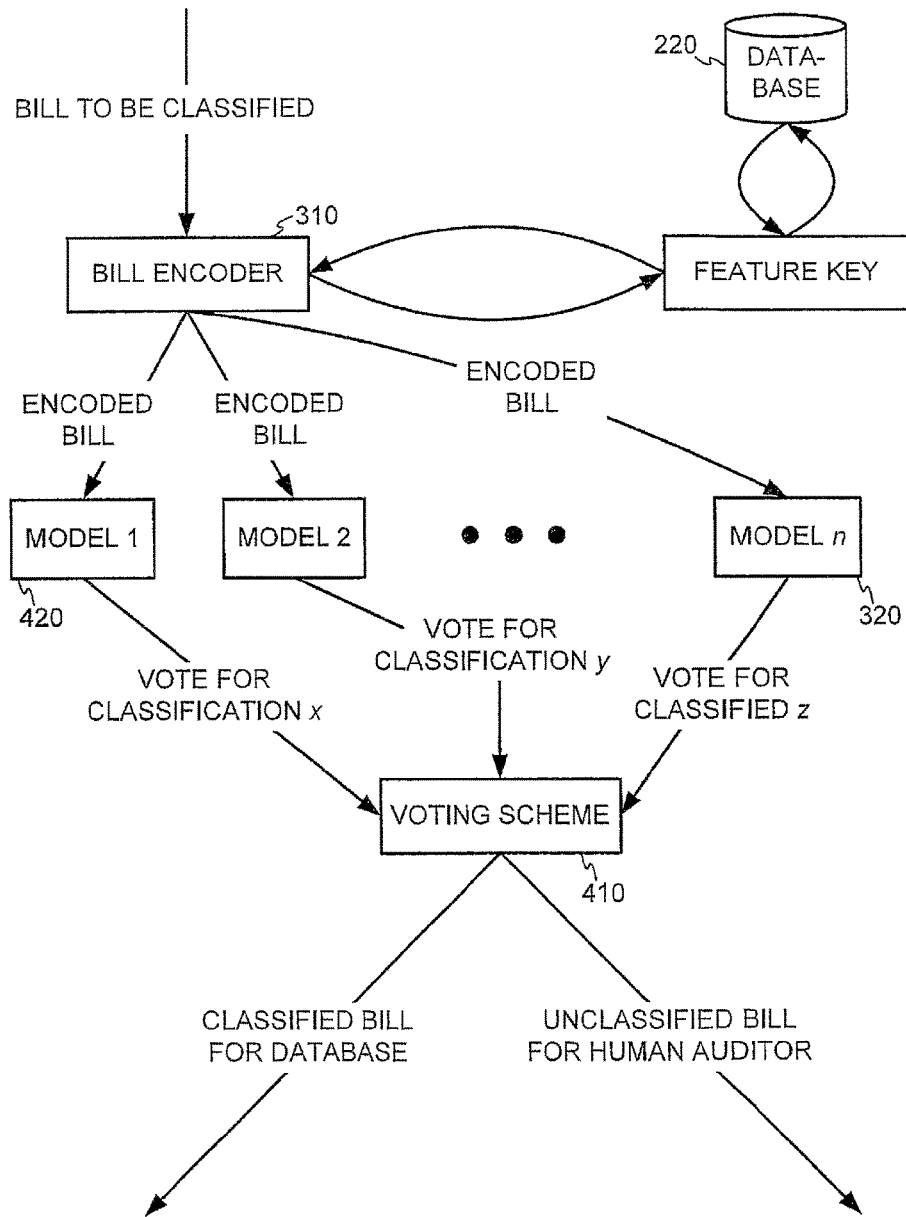 220
DATA-
BASE
BILL TO BE CLASSIFIED
310
BILL ENCODER
FEATURE KEY
ENCODED
BILL
ENCODED
BILL
ENCODED
BILL
MODEL 1
MODEL 2
MODEL n
420
320
VOTE FOR
CLASSIFICATION x
VOTE FOR
CLASSIFICATION y
VOTE FOR
CLASSIFIED z
VOTING SCHEME
410
CLASSIFIED BILL
FOR DATABASE
UNCLASSIFIED BILL
FOR HUMAN AUDITOR